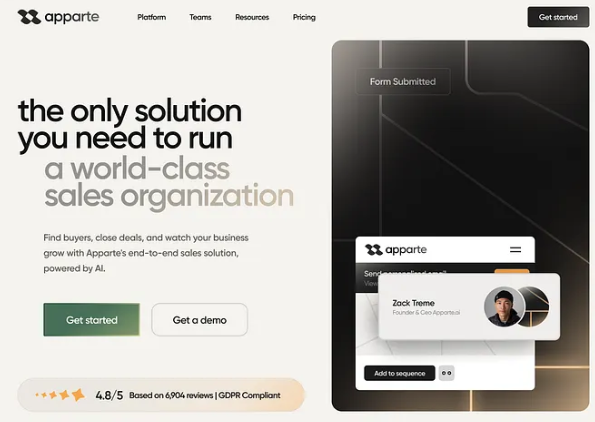 apparte
Platform
Teams
Resources
Pricing
Get started
the only solution
you need to run
a world-class
sales organization
Find buyers, close deals, and watch your business
grow with Apparte's end-to-end sales solution,
powered by AI.
Get started
Get a demo
4.8/5 Based on 6,904 reviews | GDPR Compliant
Form Submitted
apparte
Send personalized email
View
Zack Treme
Founder & Ceo Apparte.ai
Add to sequence